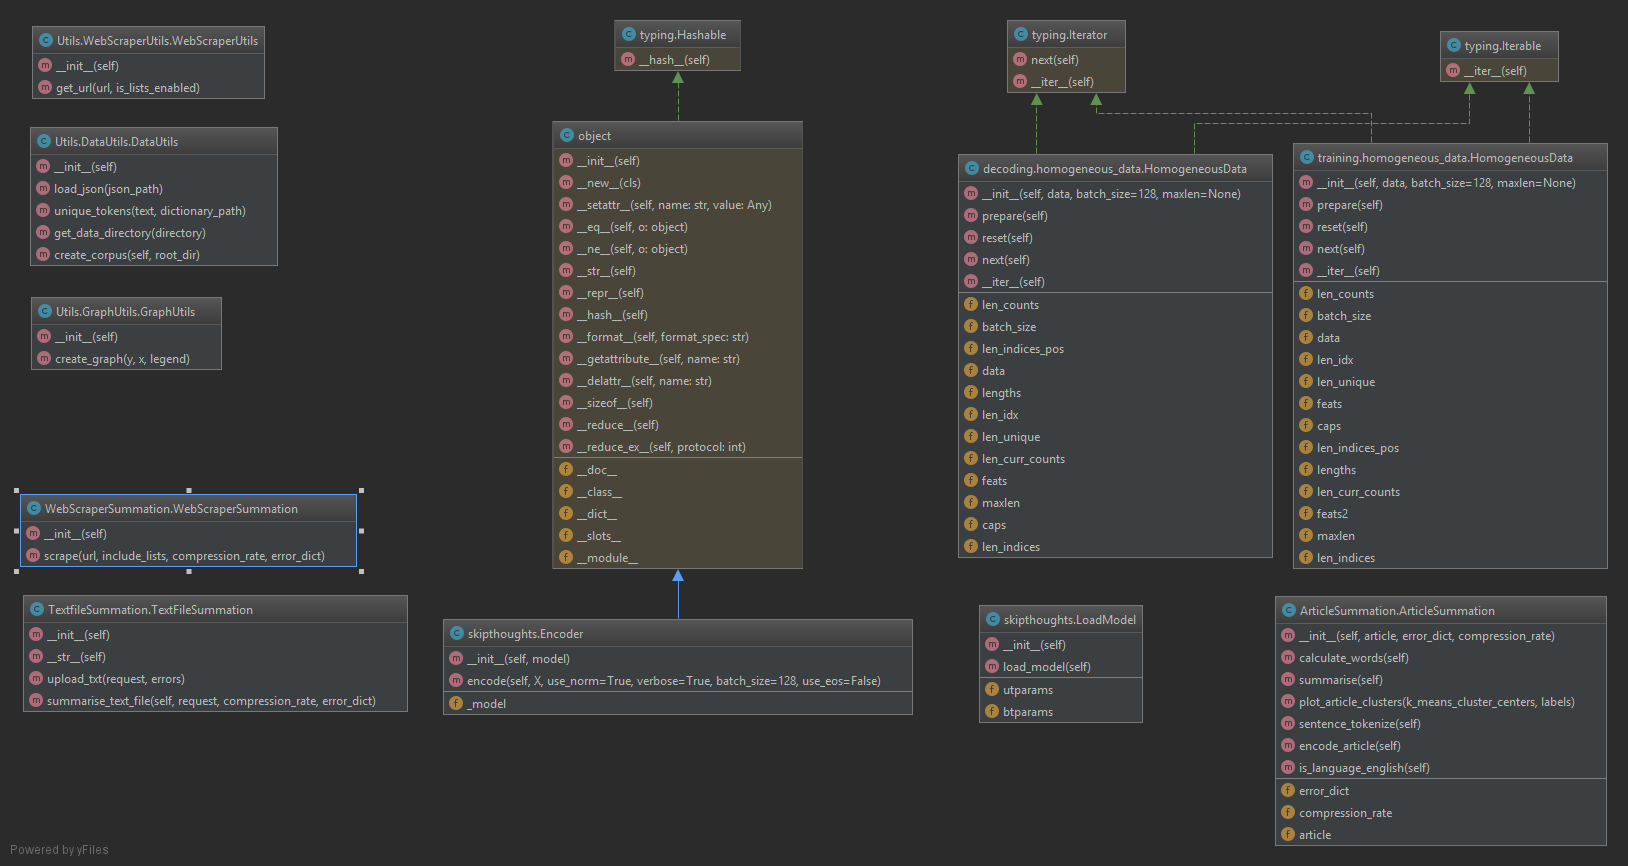 Utils.WebScraperUtils.WebScraperUtils
__init__(self)
get_url(url, is_lists_enabled)
Utils.DataUtils.DataUtils
__init__(self)
load_json(json_path)
unique_tokens(text, dictionary_path)
get_data_directory(directory)
create_corpus(self, root_dir)
Utils.GraphUtils.GraphUtils
__init__(self)
create_graph(y, x, legend)
WebScraperSummation.WebScraperSummation
__init__(self)
scrape(url, include_lists, compression_rate, error_dict)
TextfileSummation.TextFileSummation
__init__(self)
__str__(self)
upload_txt(request, errors)
summarise_text_file(self, request, compression_rate, error_dict)
typing.Hashable
__hash__(self)
object
__init__(self)
__new__(cls)
__setattr__(self, name: str, value: Any)
__eq__(self, o: object)
__ne__(self, o: object)
__str__(self)
__repr__(self)
__hash__(self)
__format__(self, format_spec: str)
__getattribute__(self, name: str)
__delattr__(self, name: str)
__sizeof__(self)
__reduce__(self)
__reduce_ex__(self, protocol: int)
__doc__
__class__
__dict__
__slots__
__module__
skipthoughts.Encoder
__init__(self, model)
encode(self, X, use_norm=True, verbose=True, batch_size=128, use_eos=False)
_model
typing.Iterator
next(self)
__iter__(self)
typing.Iterable
__iter__(self)
decoding.homogeneous_data.HomogeneousData
__init__(self, data, batch_size=128, maxlen=None)
prepare(self)
reset(self)
next(self)
__iter__(self)
len_counts
batch_size
len_indices_pos
data
lengths
len_idx
len_unique
len_curr_counts
feats
maxlen
caps
len_indices
training.homogeneous_data.HomogeneousData
__init__(self, data, batch_size=128, maxlen=None)
prepare(self)
reset(self)
next(self)
__iter__(self)
len_counts
batch_size
data
len_idx
len_unique
feats
caps
len_indices_pos
lengths
len_curr_counts
feats2
maxlen
len_indices
skipthoughts.LoadModel
__init__(self)
load_model(self)
utparams
btparams
ArticleSummation.ArticleSummation
__init__(self, article, error_dict, compression_rate)
calculate_words(self)
summarise(self)
plot_article_clusters(k_means_cluster_centers, labels)
sentence_tokenize(self)
encode_article(self)
is_language_english(self)
error_dict
compression_rate
article
Powered by yFiles